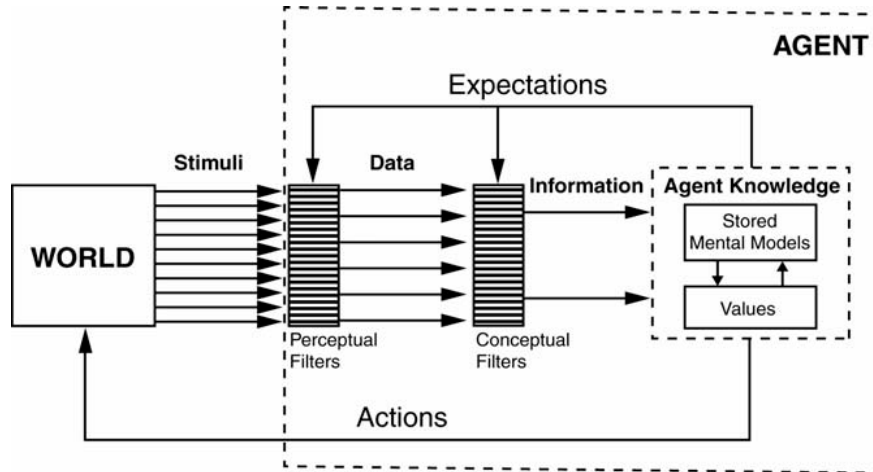 AGENT
Expectations
Stimuli
Data
Information
Agent Knowledge
Stored
Mental Models
Values
WORLD
Perceptual
Filters
Conceptual
Filters
Actions